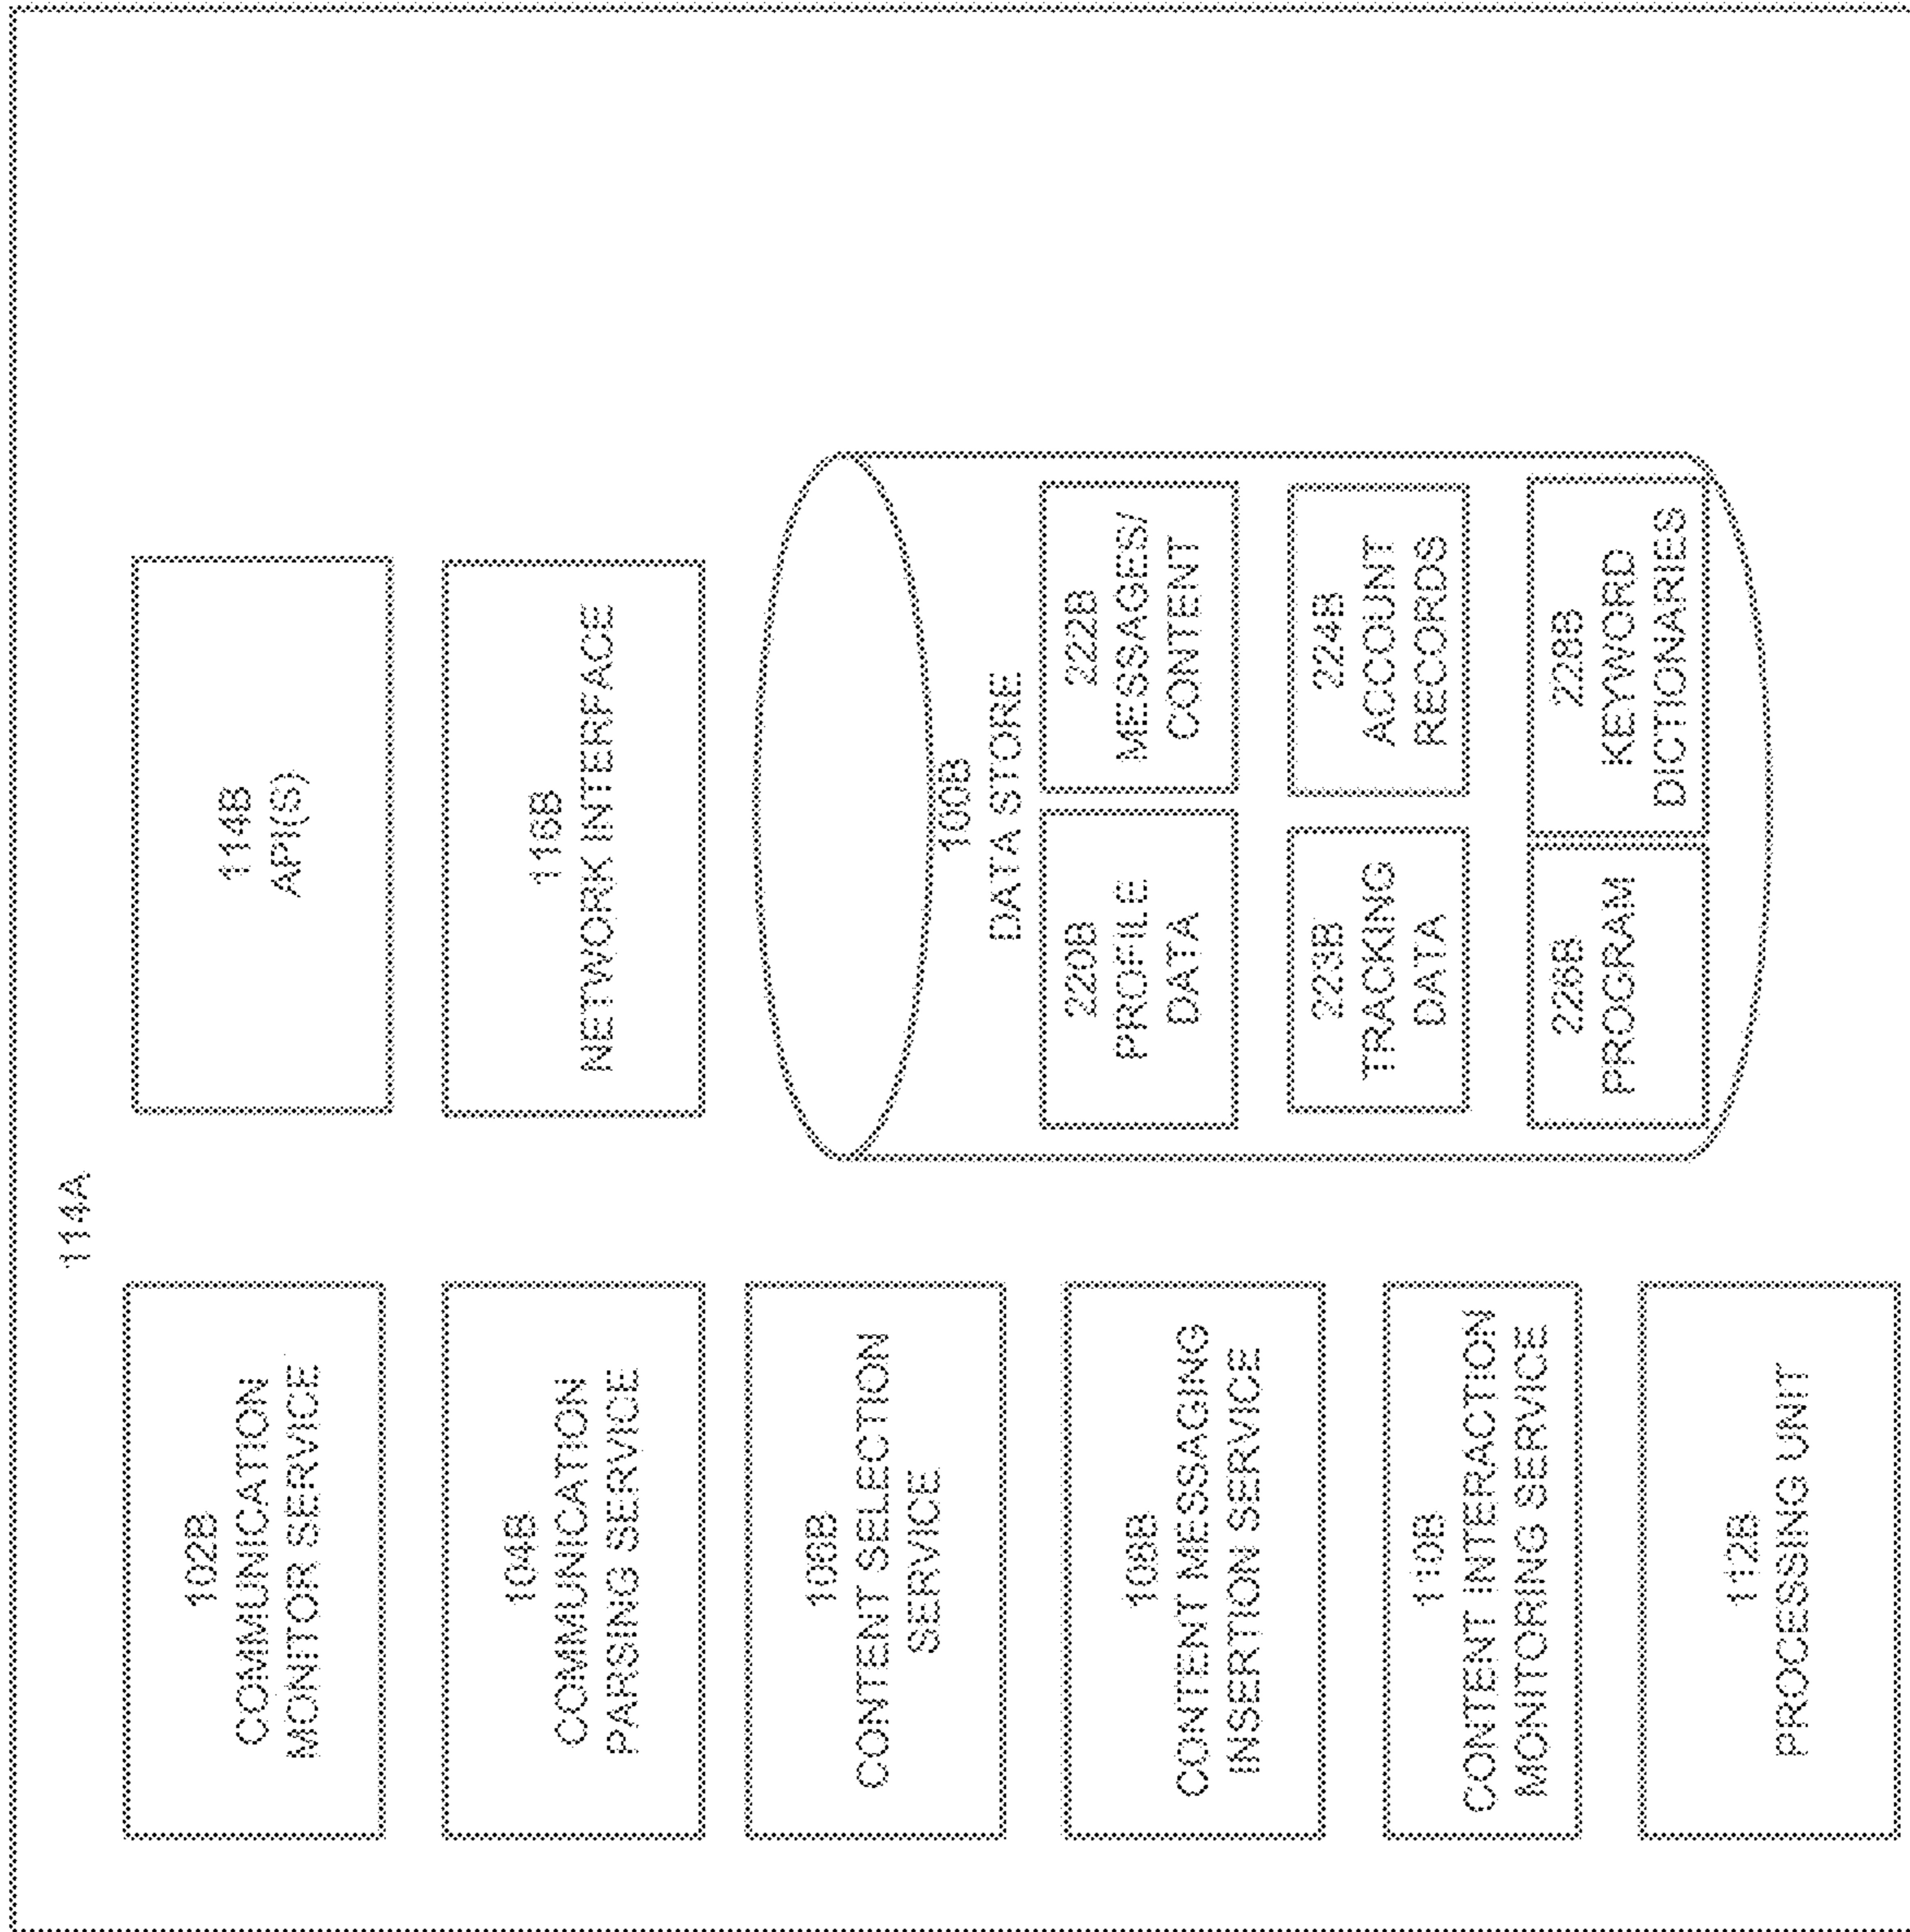 114A
102B
COMMUNICATION
MONITOR SERVICE
104B
COMMUNICATION
PARSING SERVICE
106B
CONTENT SELECTION
SERVICE
108B
CONTENT MESSAGING
INSERTION SERVICE
110B
CONTENT INTERACTION
MONITORING SERVICE
112B
PROCESSING UNIT
114B
API(S)
116B
NETWORK INTERFACE
100B
DATA STORE
220B
PROFILE
DATA
222B
MESSAGES/
CONTENT
223B
TRACKING
DATA
224B
ACCOUNT
RECORDS
226B
PROGRAM
228B
KEYWORD
DICTIONARIES